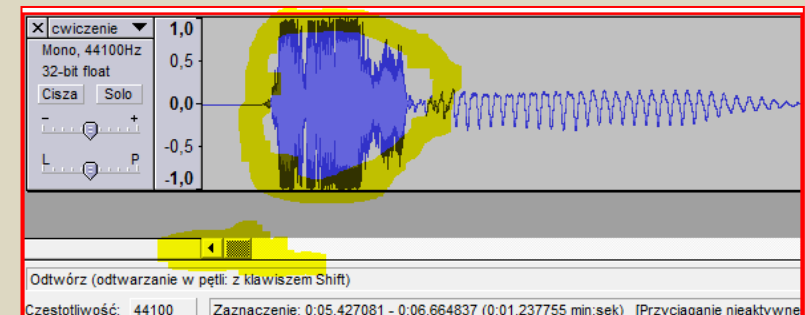 cwiczenie
Mono, 44100Hz
32-bit float
Cisza Solo
- +
L P
1,0
0,5
0,0
-0,5
-1,0
Odtwórz (odtwarzanie w pętli: z klawiszem Shift)
Częstotliwość: 44100 Zaznaczenie: 0:05,427081 - 0:06,664837 (0:01,237755 min:sek) [Przyciąganie nieaktywne